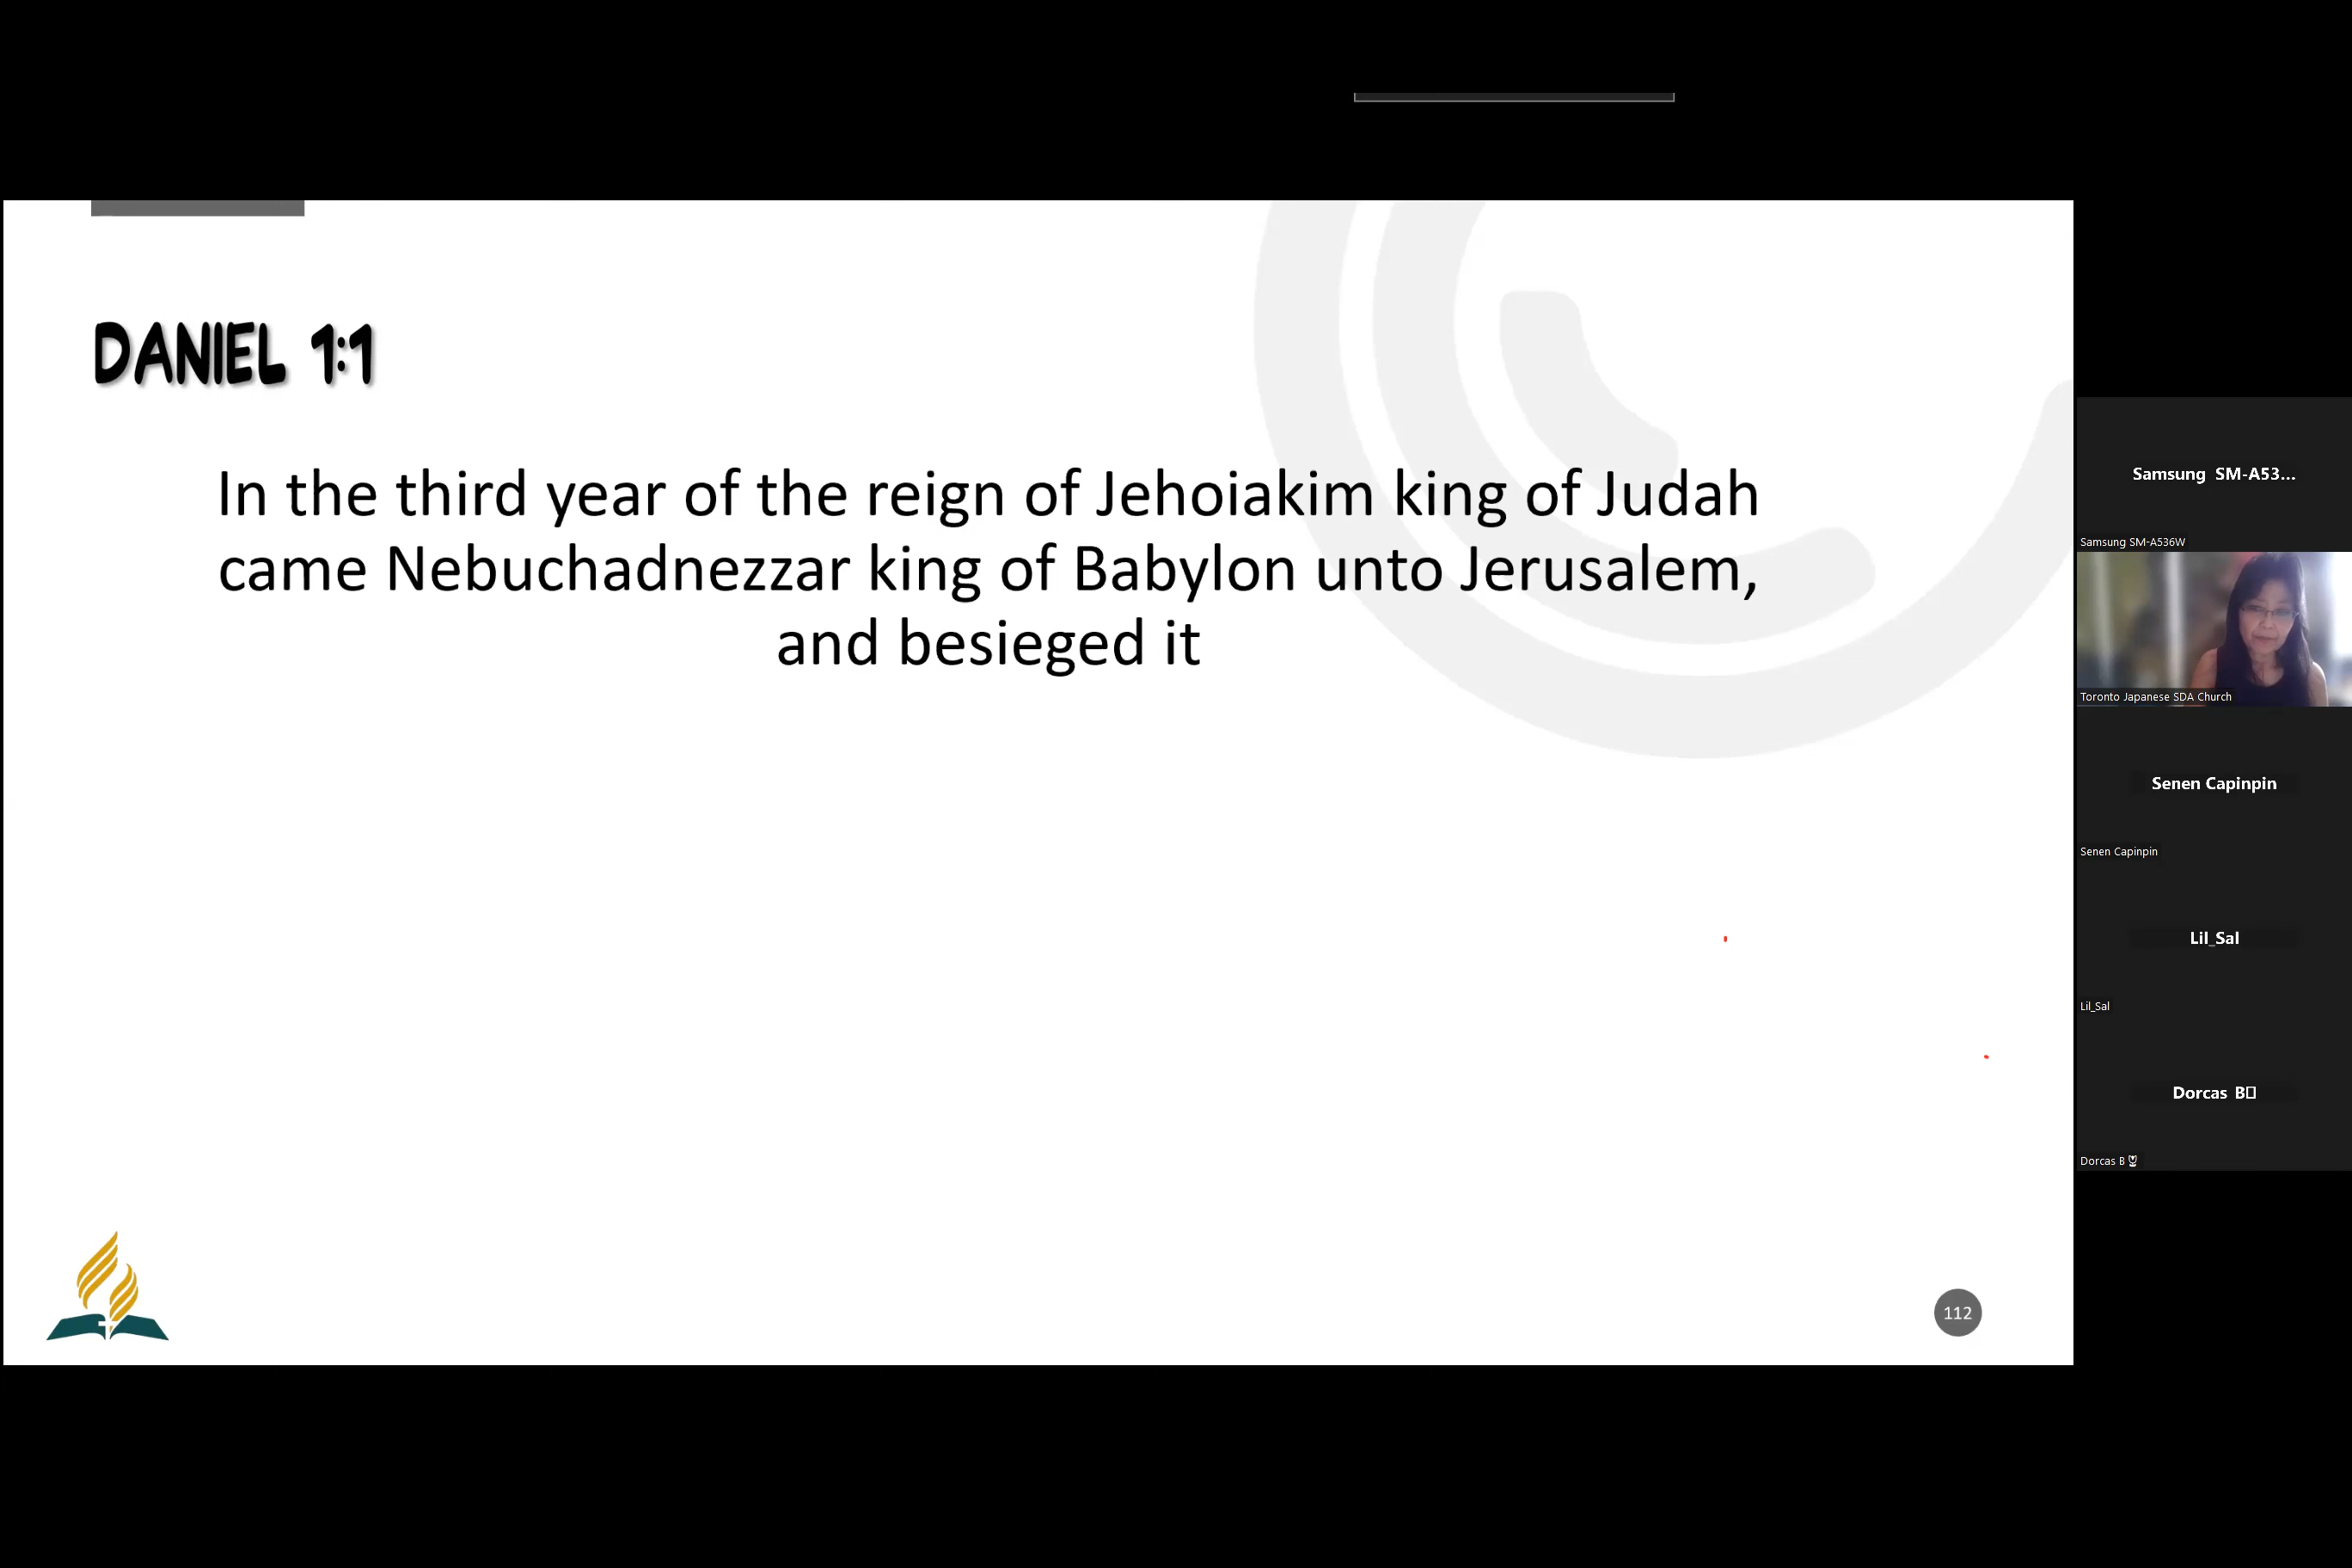 DANIEL 1:1
In the third year of the reign of Jehoiakim king of Judah
came Nebuchadnezzar king of Babylon unto Jerusalem,
and besieged it
112
Samsung SM-A53...
Samsung SM-A536W
Toronto Japanese SDA Church
Senen Capinpin
Senen Capinpin
Lil_Sal
Lil_Sal
Dorcas B
Dorcas B